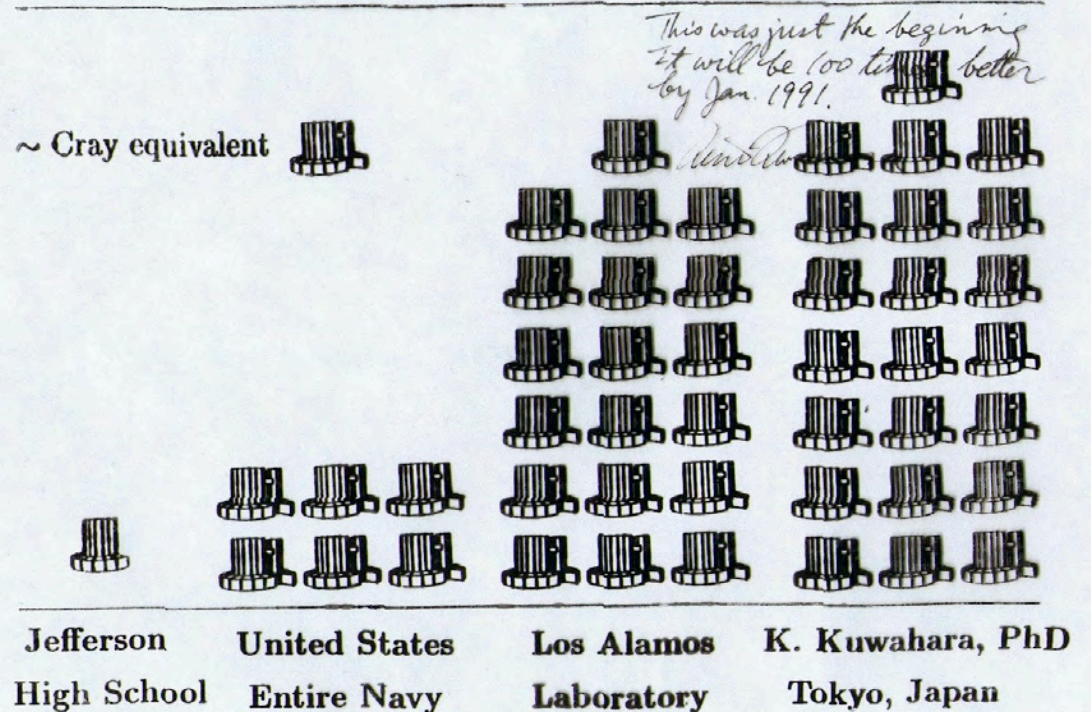 This was just the beginning
It will be 100 times better
by Jan. 1991.
~ Cray equivalent
Jefferson
High School
United States
Entire Navy
Los Alamos
Laboratory
K. Kuwahara, PhD
Tokyo, Japan